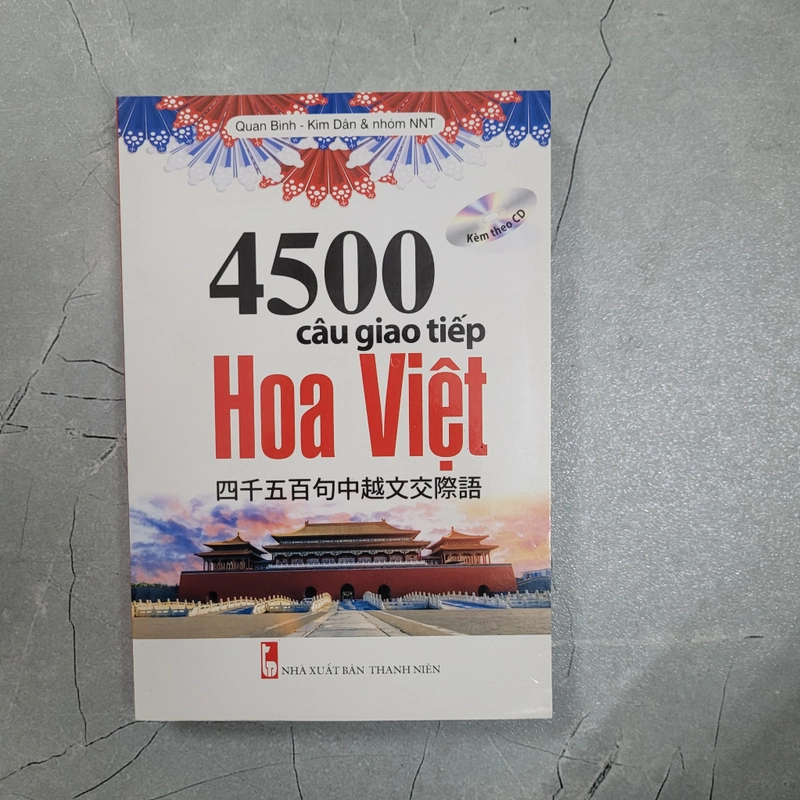 Quan Bình - Kim Dân & nhóm NNT
Kèm theo CD
4500
câu giao tiếp
Hoa Việt
四千五百句中越文交際語
NHÀ XUẤT BẢN THANH NIÊN